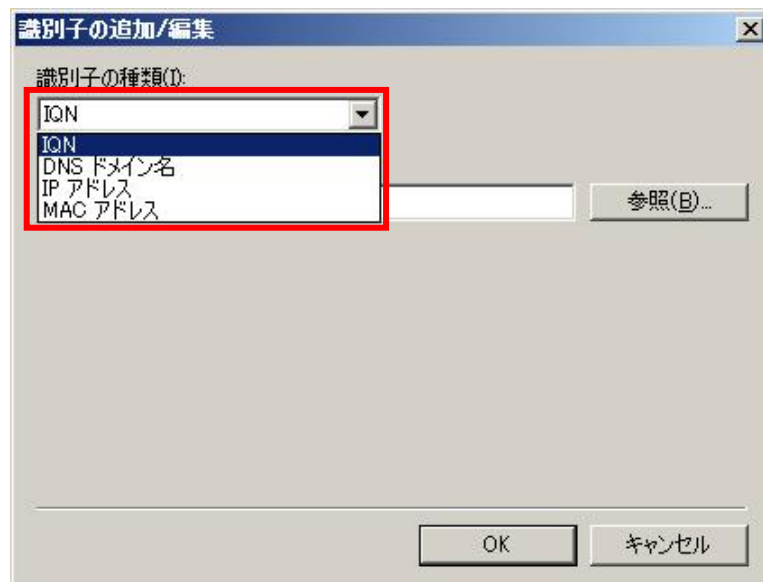 識別子の追加/編集
識別子の種類(I):
IQN
IQN
DNS ドメイン名
IP アドレス
MAC アドレス
参照(B)...
OK
キャンセル